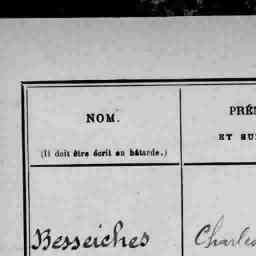 NOM. PRÉ
ET SU
(Il doit être écrit en bâtarde.)
Besseiches Charles